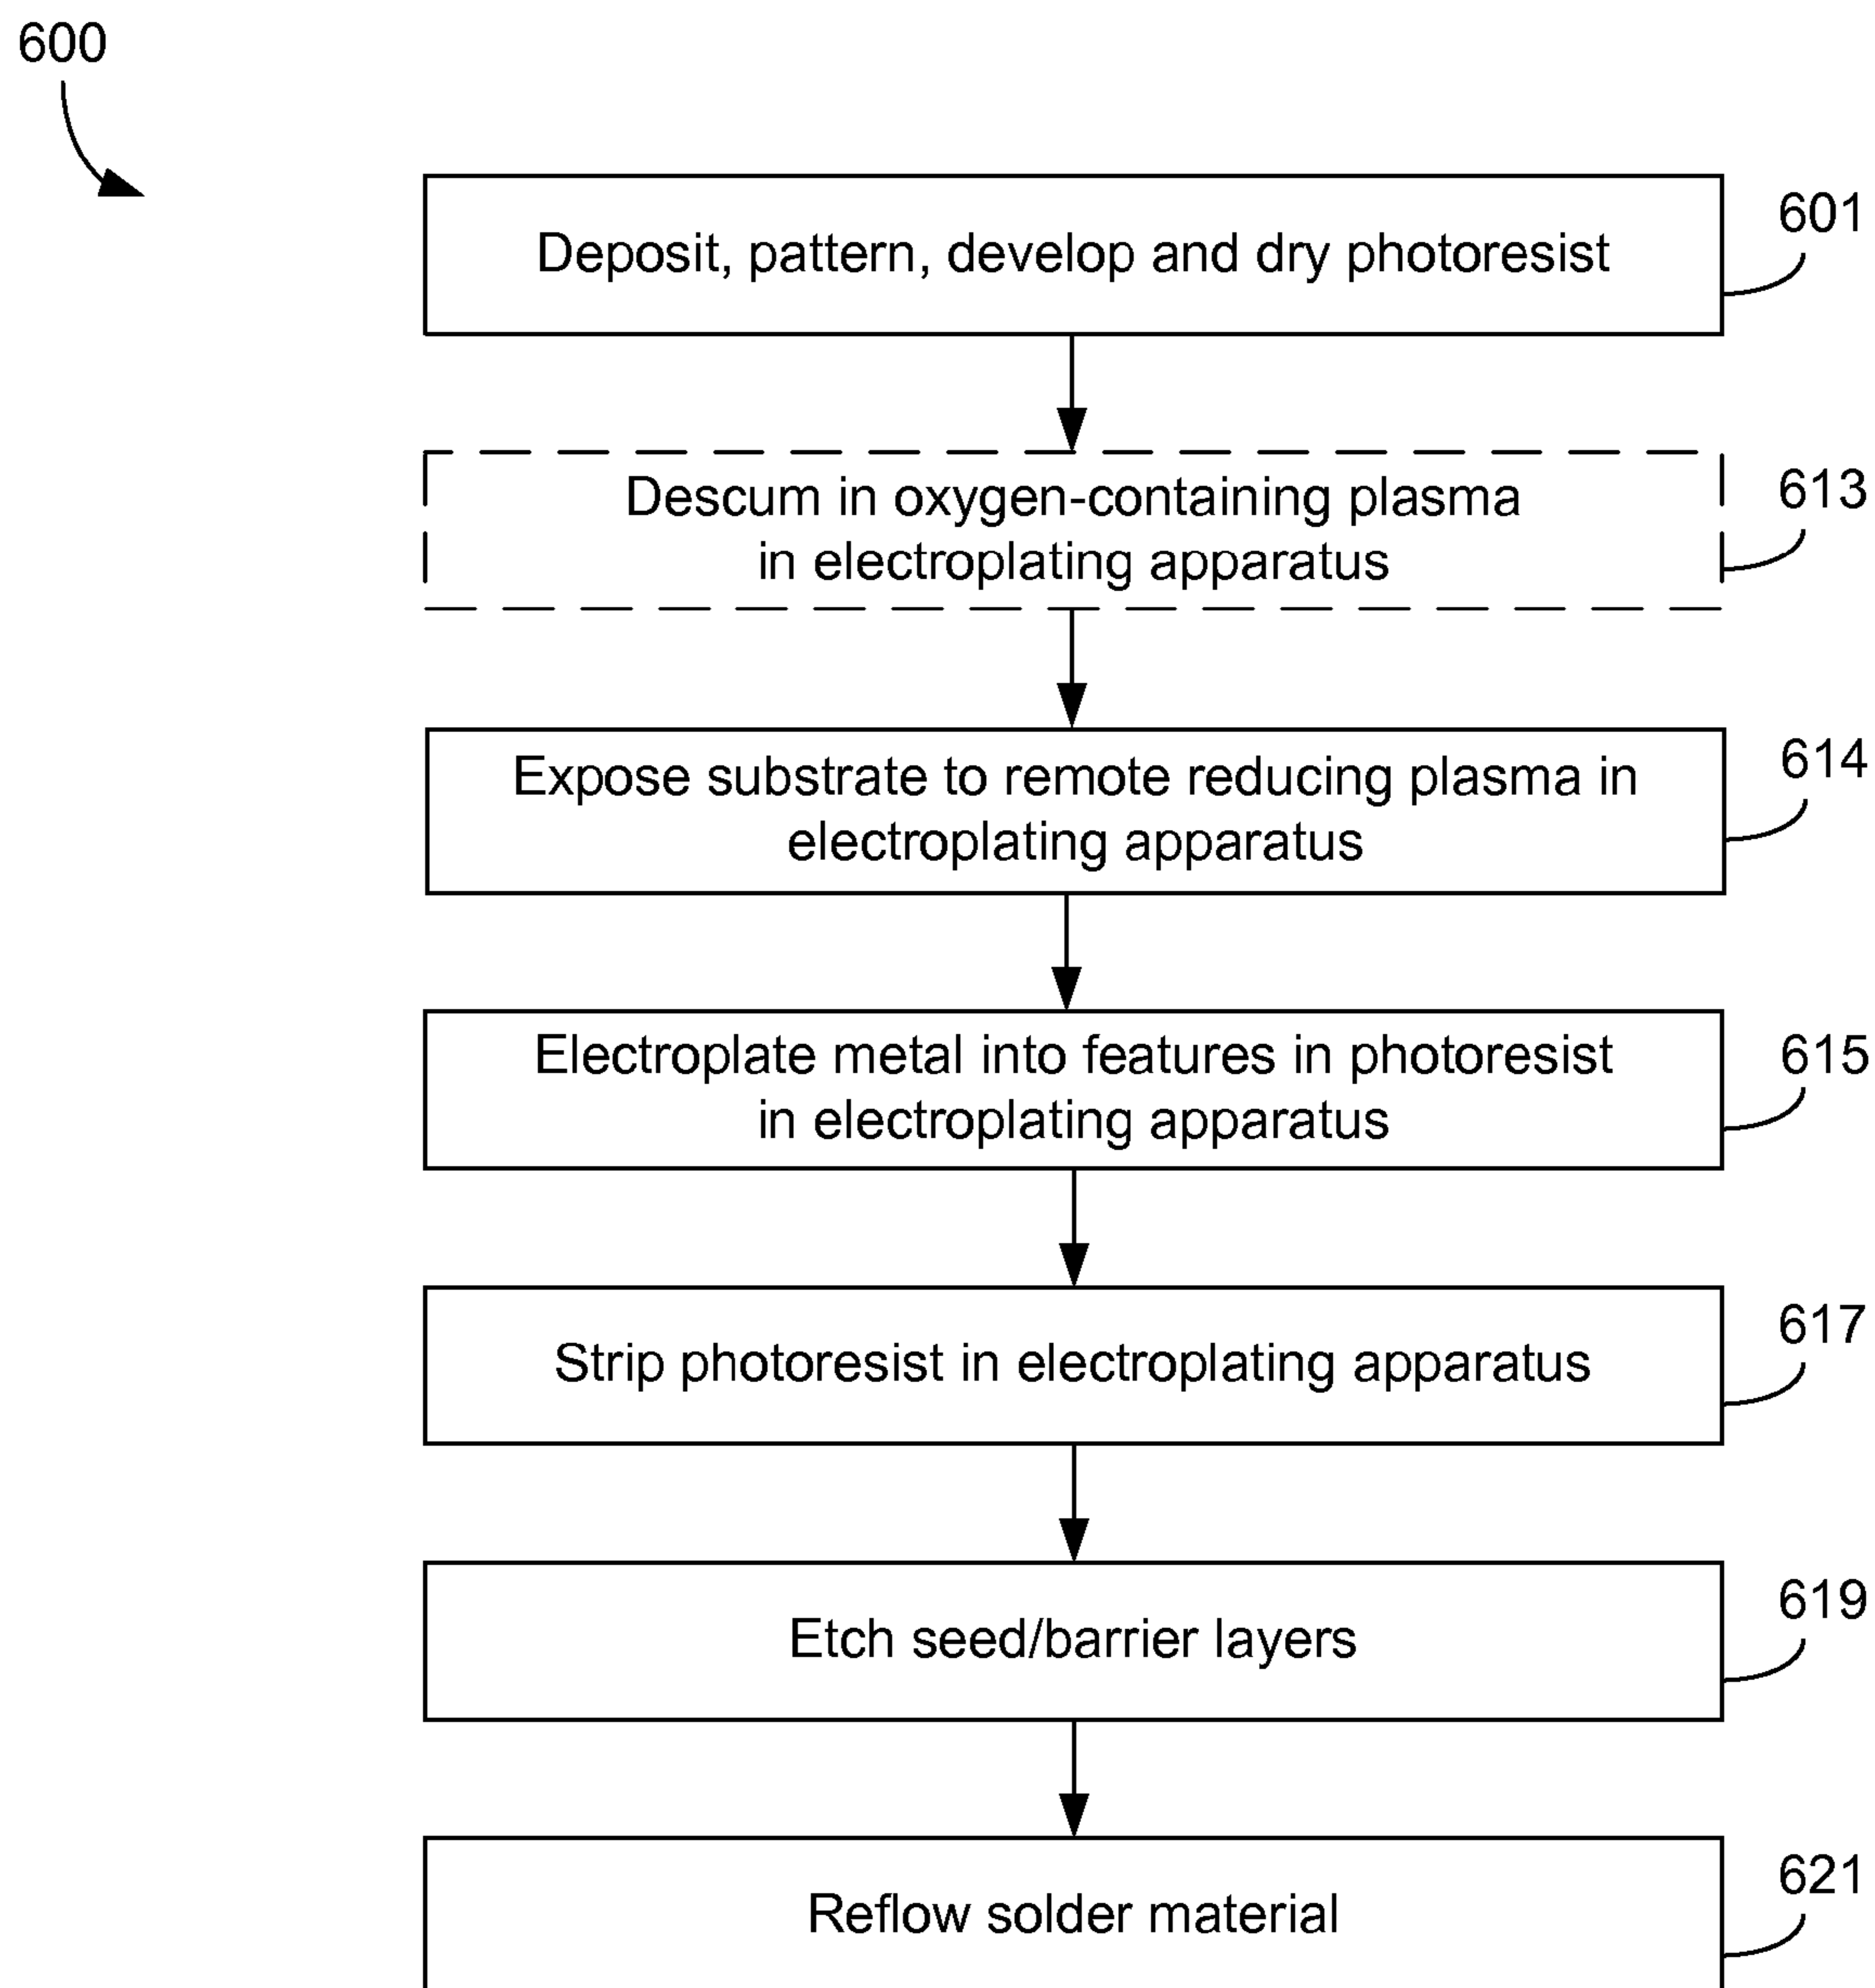 600
Deposit, pattern, develop and dry photoresist
601
Descum in oxygen-containing plasma
in electroplating apparatus
613
Expose substrate to remote reducing plasma in
electroplating apparatus
614
Electroplate metal into features in photoresist
in electroplating apparatus
615
Strip photoresist in electroplating apparatus
617
Etch seed/barrier layers
619
Reflow solder material
621